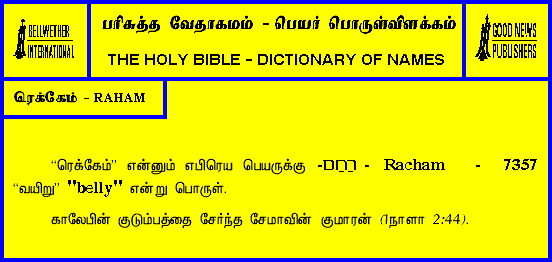 BELLWETHER
INTERNATIONAL
பரிசுத்த வேதாகமம் - பெயர் பொருள்விளக்கம்
THE HOLY BIBLE - DICTIONARY OF NAMES
GOOD NEWS
PUBLISHERS
ரெக்கேம் - RAHAM
“ரெக்கேம்” என்னும் எபிரெய பெயருக்கு - - Racham - 7357
“வயிறு” "belly" என்று பொருள்.
காலேபின் குடும்பத்தை சேர்ந்த சேமாவின் குமாரன் (1நாளா 2:44).